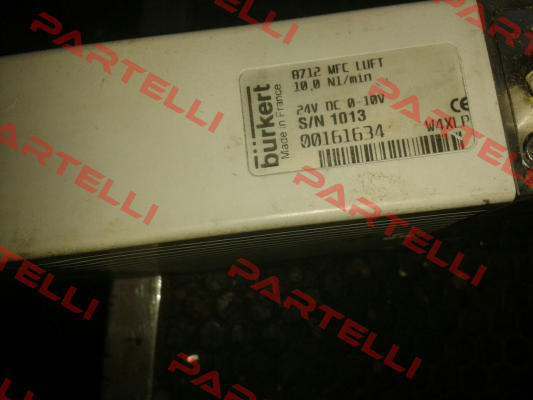 bürkert
Made in France
8712 MFC LUFT
10,0 Nl/min
24V DC 0-10V
S/N 1013
00161634
CE
W4XLP
PARTELLI
PARTELLI
PARTELLI
PARTELLI
PARTELLI
PARTELLI
PARTELLI
PARTELLI
PARTELLI